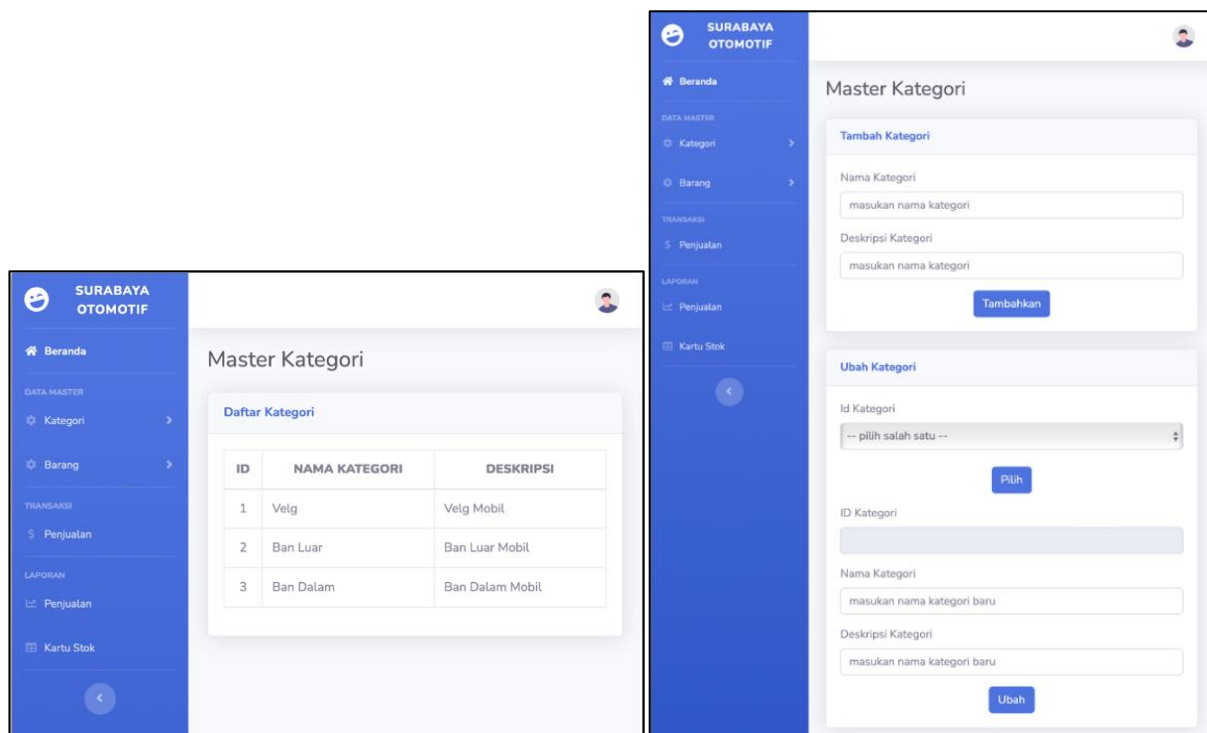 SURABAYA
OTOMOTIF
Beranda
DATA MASTER
Kategori
Barang
TRANSAKSI
Penjualan
LAPORAN
Penjualan
Kartu Stok
Master Kategori
Daftar Kategori
ID NAMA KATEGORI DESKRIPSI
1 Velg Velg Mobil
2 Ban Luar Ban Luar Mobil
3 Ban Dalam Ban Dalam Mobil
SURABAYA
OTOMOTIF
Beranda
DATA MASTER
Kategori
Barang
TRANSAKSI
$ Penjualan
LAPORAN
Penjualan
Kartu Stok
Master Kategori
Tambah Kategori
Nama Kategori
masukan nama kategori
Deskripsi Kategori
masukan nama kategori
Tambahkan
Ubah Kategori
Id Kategori
-- pilih salah satu --
Pilih
ID Kategori
Nama Kategori
masukan nama kategori baru
Deskripsi Kategori
masukan nama kategori baru
Ubah